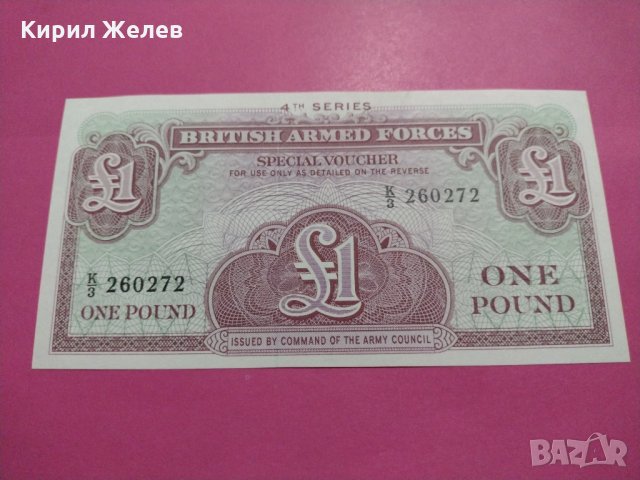 Кирил Желев
4TH SERIES
BRITISH ARMED FORCES
SPECIAL VOUCHER
FOR USE ONLY AS DETAILED ON THE REVERSE
£1
£1
K/3 260272
£1
K/3 260272
ONE POUND
ONE
POUND
ISSUED BY COMMAND OF THE ARMY COUNCIL
BAZAR